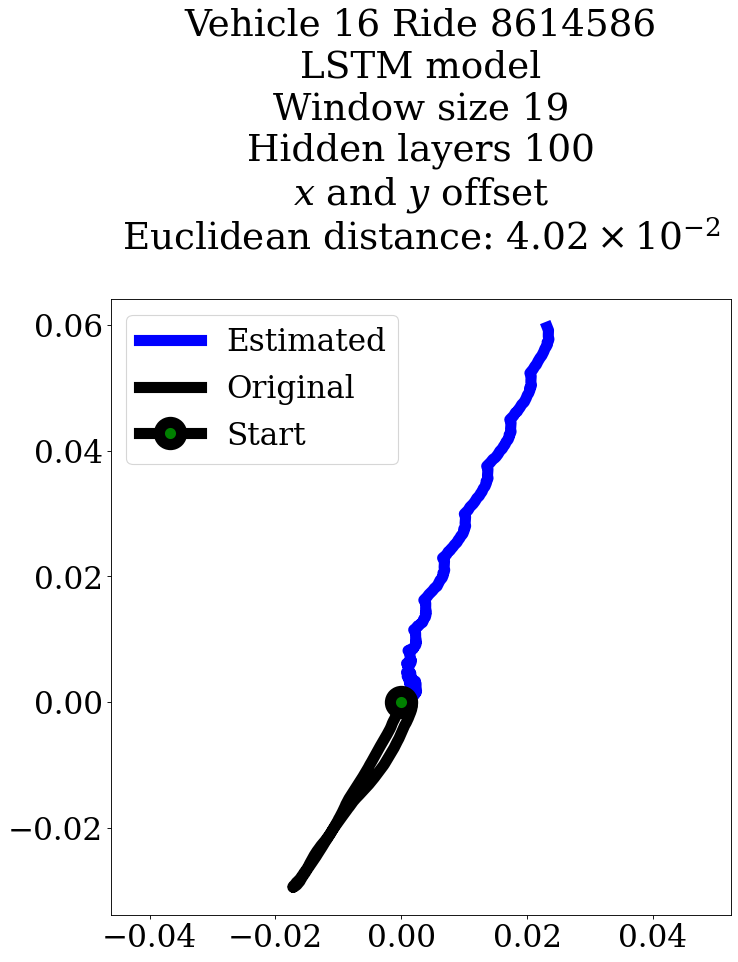 Vehicle 16 Ride 8614586
LSTM model
Window size 19
Hidden layers 100
x and y offset
Euclidean distance: 4.02 × 10⁻²
Estimated
Original
Start
0.06
0.04
0.02
0.00
−0.02
−0.04 −0.02 0.00 0.02 0.04